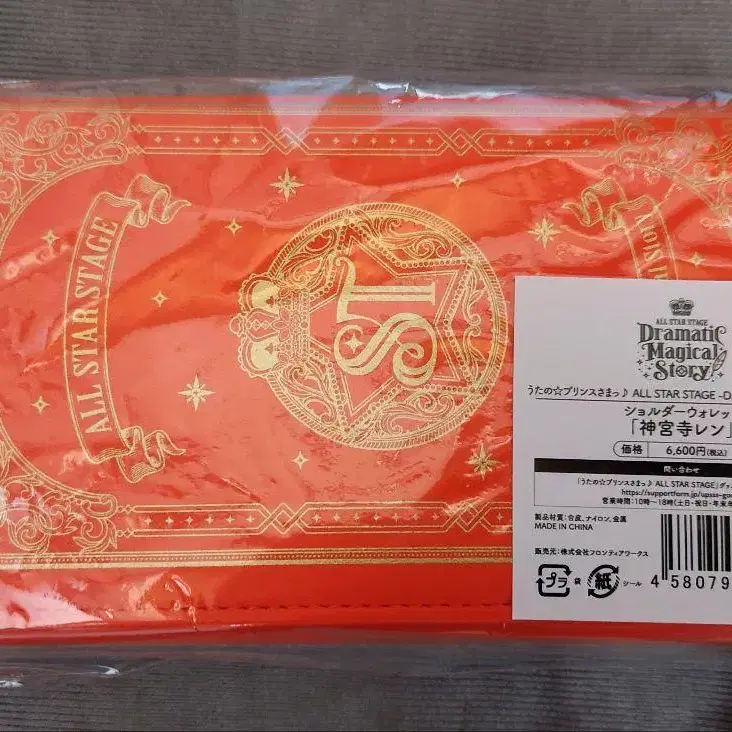 ALL STAR STAGE
ST
ALL STAR STAGE
Dramatic
Magical
Story
うたの☆プリンスさまっ♪ ALL STAR STAGE -D
ショルダーウォレッ
「神宮寺レン」
価格 6,600円(税込)
問い合わせ
「うたの☆プリンスさまっ♪ ALL STAR STAGE」グッ
https://supportform.jp/upsss-goo
営業時間:10時～18時(土日・祝日・年末年
製品材質:合皮、ナイロン、金属
MADE IN CHINA
販売元:株式会社フロンティアワークス
プラ 袋 紙 シール
4 58079